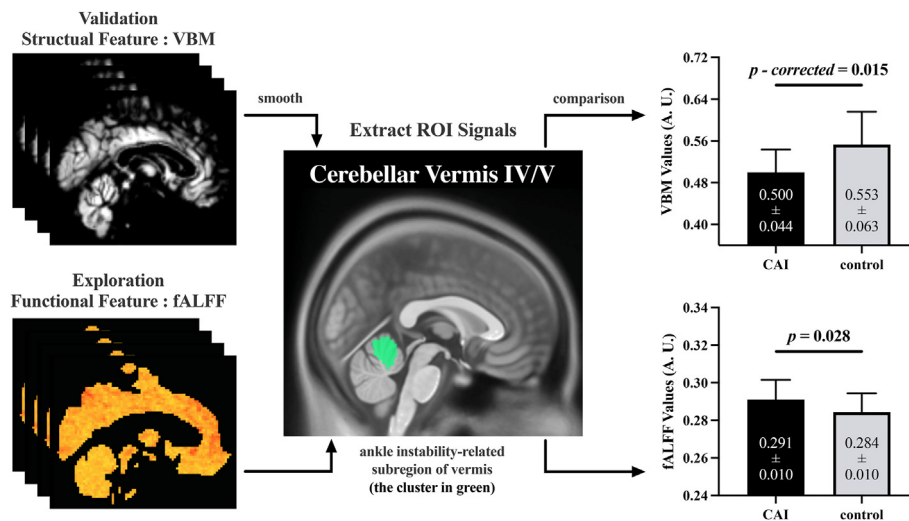 Validation
Structual Feature : VBM
smooth
Exploration
Functional Feature : fALFF
Extract ROI Signals
Cerebellar Vermis IV/V
ankle instability-related
subregion of vermis
(the cluster in green)
comparison
VBM Values (A. U.)
0.72
0.64
0.56
0.48
0.40
p - corrected = 0.015
0.500
±
0.044
0.553
±
0.063
CAI
control
fALFF Values (A. U.)
0.34
0.32
0.30
0.28
0.26
0.24
p = 0.028
0.291
±
0.010
0.284
±
0.010
CAI
control